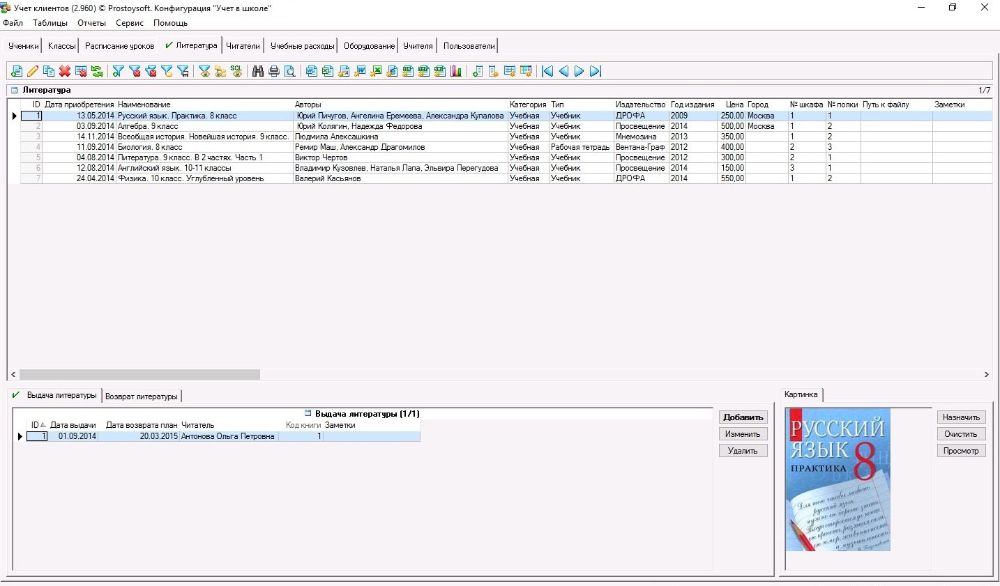 Учет клиентов (2.960) © Prostoysoft. Конфигурация "Учет в школе"
Файл Таблицы Отчеты Сервис Помощь
Ученики Классы Расписание уроков Литература Читатели Учебные расходы Оборудование Учителя Пользователи
SQL
Литература 1/7
ID Дата приобретения Наименование Авторы Категория Тип Издательство Год издания Цена Город № шкафа № полки Путь к файлу Заметки
1 13.05.2014 Русский язык. Практика. 8 класс Юрий Пичугов, Ангелина Еремеева, Александра Купалова Учебная Учебник ДРОФА 2009 250,00 Москва 1 1
2 03.09.2014 Алгебра. 9 класс Юрий Колягин, Надежда Федорова Учебная Учебник Просвещение 2014 500,00 Москва 1 2
3 14.11.2014 Всеобщая история. Новейшая история. 9 класс. Людмила Алексашкина Учебная Учебник Мнемозина 2013 350,00 1 2
4 11.09.2014 Биология. 8 класс Ремир Маш, Александр Драгомилов Учебная Рабочая тетрадь Вентана-Граф 2012 400,00 2 3
5 04.08.2014 Литература. 9 класс. В 2 частях. Часть 1 Виктор Чертов Учебная Учебник Просвещение 2012 300,00 2 1
6 12.08.2014 Английский язык. 10-11 классы Владимир Кузовлев, Наталья Лапа, Эльвира Перегудова Учебная Учебник Просвещение 2014 150,00 3 1
7 24.04.2014 Физика. 10 класс. Углубленный уровень Валерий Касьянов Учебная Учебник ДРОФА 2014 550,00 1 2
Выдача литературы Возврат литературы
Выдача литературы (1/1)
ID Дата выдачи Дата возврата план Читатель Код книги Заметки
1 01.09.2014 20.03.2015 Антонова Ольга Петровна 1
Добавить
Изменить
Удалить
Картинка
РУССКИЙ
ЯЗЫК 8
ПРАКТИКА
Для того чтобы любить
русский язык,
нужно его хорошо знать.
Назначить
Очистить
Просмотр